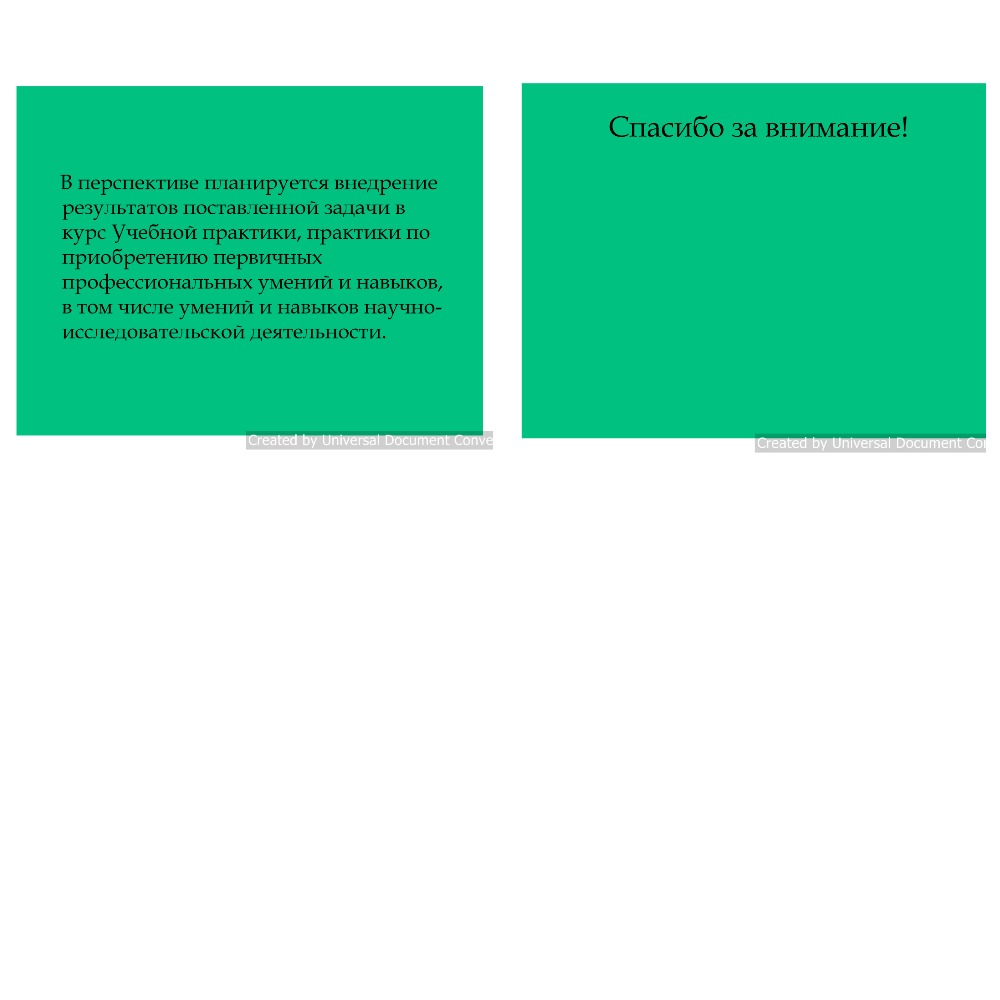 В перспективе планируется внедрение
результатов поставленной задачи в
курс Учебной практики, практики по
приобретению первичных
профессиональных умений и навыков,
в том числе умений и навыков научно-
исследовательской деятельности.
Created by Universal Document Conve
Спасибо за внимание!
Created by Universal Document Con